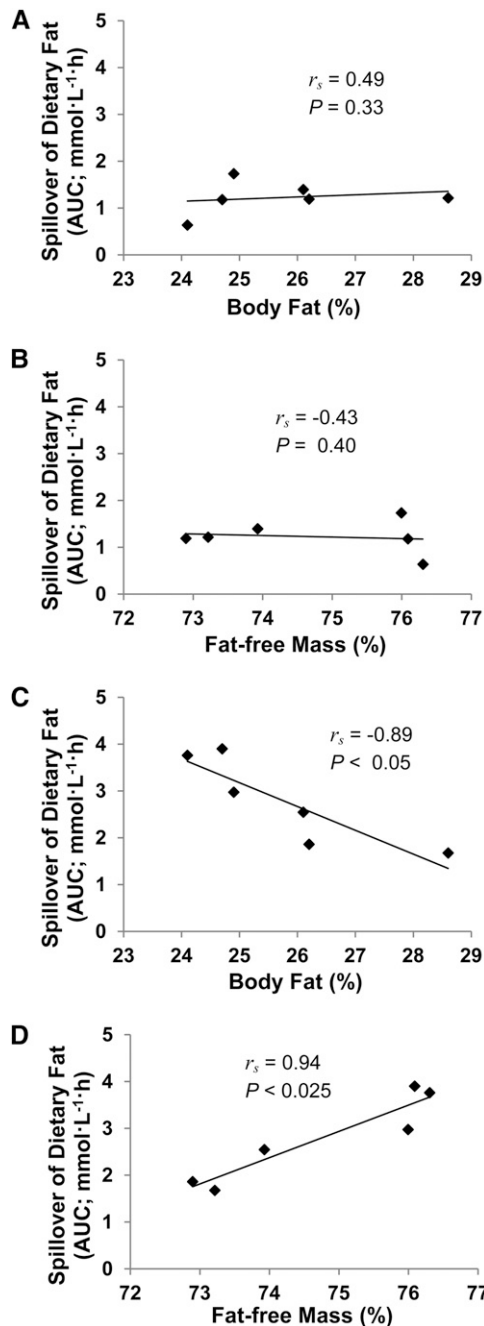 A
Spillover of Dietary Fat
(AUC; mmol·L⁻¹·h)
5
4
3
2
1
0
rₛ = 0.49
P = 0.33
23 24 25 26 27 28 29
Body Fat (%)
B
Spillover of Dietary Fat
(AUC; mmol·L⁻¹·h)
5
4
3
2
1
0
rₛ = -0.43
P = 0.40
72 73 74 75 76 77
Fat-free Mass (%)
C
Spillover of Dietary Fat
(AUC; mmol·L⁻¹·h)
5
4
3
2
1
0
rₛ = -0.89
P < 0.05
23 24 25 26 27 28 29
Body Fat (%)
D
Spillover of Dietary Fat
(AUC; mmol·L⁻¹·h)
5
4
3
2
1
0
rₛ = 0.94
P < 0.025
72 73 74 75 76 77
Fat-free Mass (%)